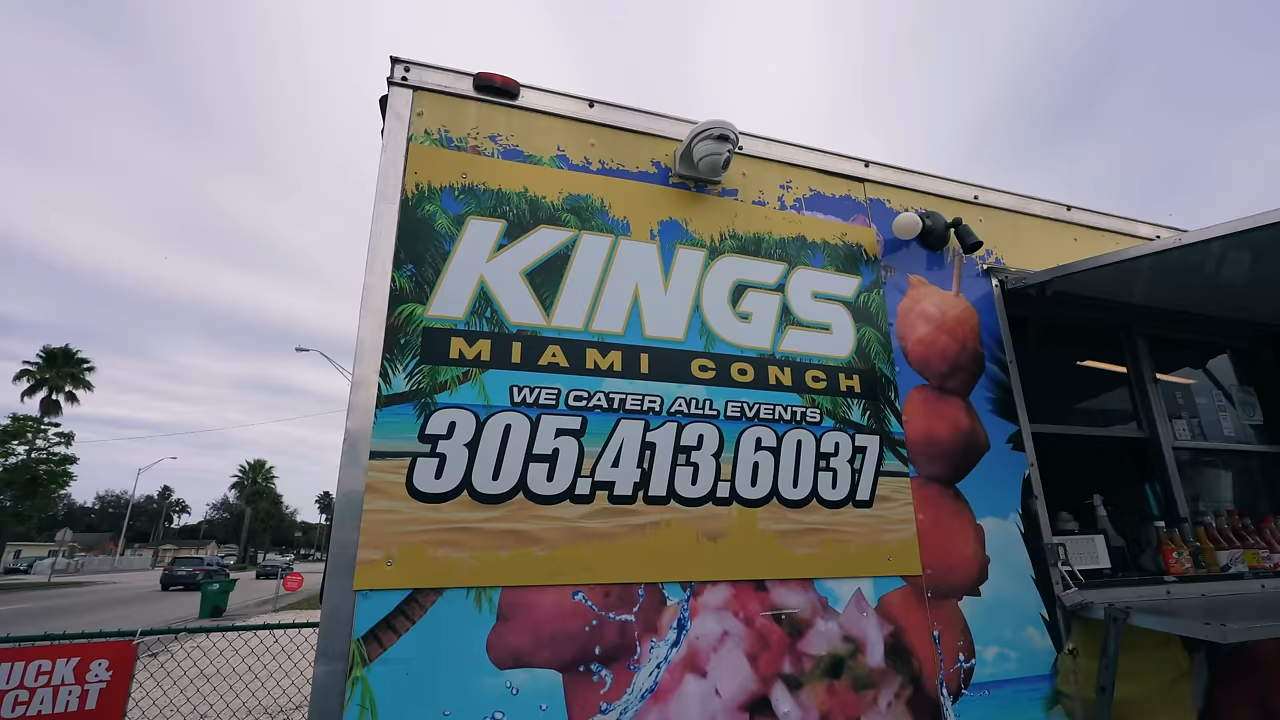 KINGS
MIAMI CONCH
WE CATER ALL EVENTS
305.413.6037
UCK &
CART